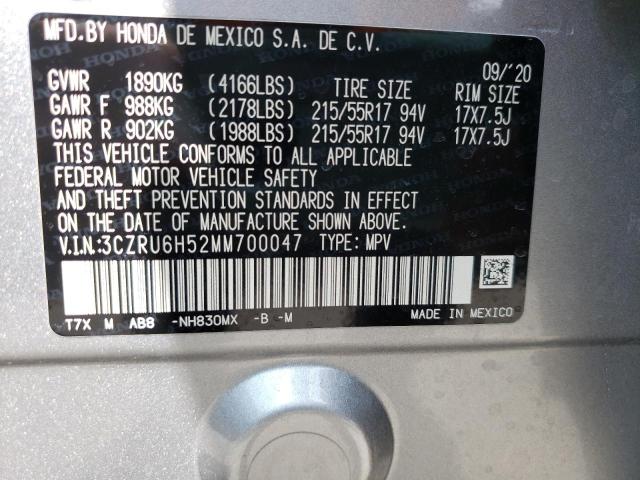 MFD.BY HONDA DE MEXICO S.A. DE C.V.
09/'20
GVWR 1890KG (4166LBS) TIRE SIZE RIM SIZE
GAWR F 988KG (2178LBS) 215/55R17 94V 17X7.5J
GAWR R 902KG (1988LBS) 215/55R17 94V 17X7.5J
THIS VEHICLE CONFORMS TO ALL APPLICABLE
FEDERAL MOTOR VEHICLE SAFETY
AND THEFT PREVENTION STANDARDS IN EFFECT
ON THE DATE OF MANUFACTURE SHOWN ABOVE.
V.I.N.:3CZRU6H52MM700047 TYPE: MPV
T7X M AB8 -NH830MX -B -M MADE IN MEXICO